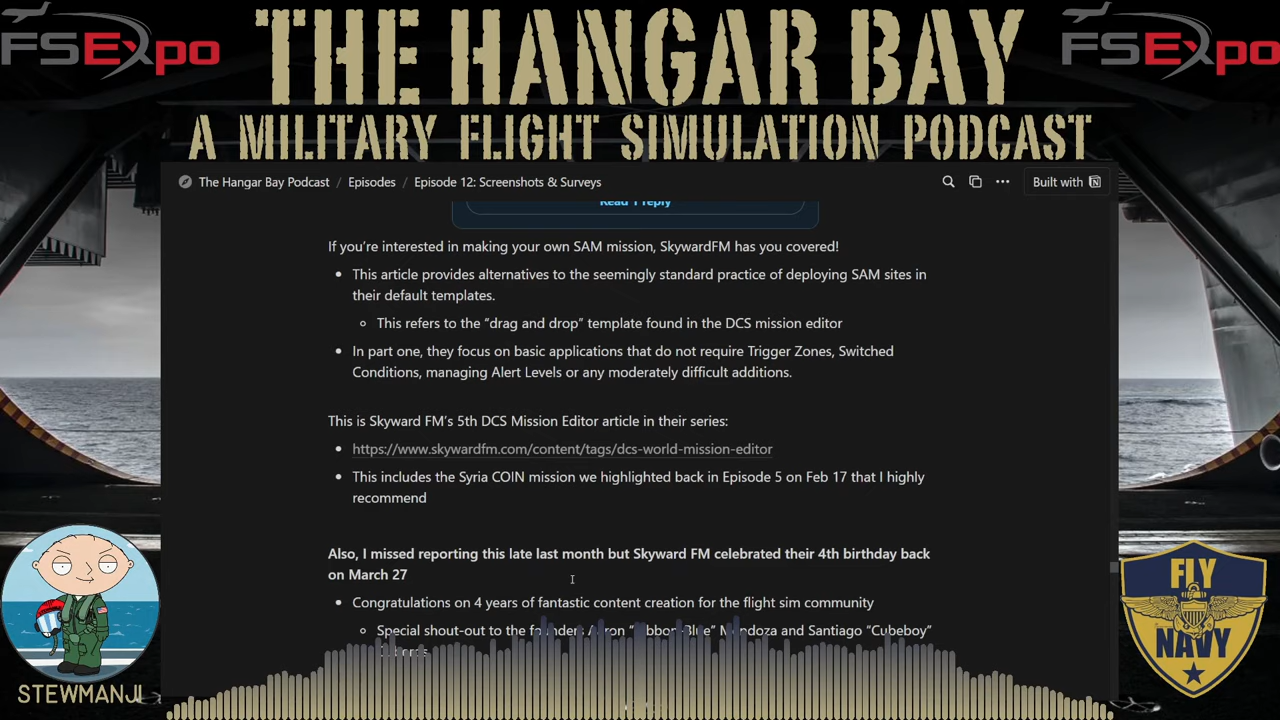 FSExpo
THE HANGAR BAY
FSExpo
A MILITARY FLIGHT SIMULATION PODCAST
The Hangar Bay Podcast / Episodes / Episode 12: Screenshots & Surveys
Built with
Read 1 reply
If you’re interested in making your own SAM mission, SkywardFM has you covered!
This article provides alternatives to the seemingly standard practice of deploying SAM sites in
their default templates.
This refers to the “drag and drop” template found in the DCS mission editor
In part one, they focus on basic applications that do not require Trigger Zones, Switched
Conditions, managing Alert Levels or any moderately difficult additions.
This is Skyward FM’s 5th DCS Mission Editor article in their series:
https://www.skywardfm.com/content/tags/dcs-world-mission-editor
This includes the Syria COIN mission we highlighted back in Episode 5 on Feb 17 that I highly
recommend
Also, I missed reporting this late last month but Skyward FM celebrated their 4th birthday back
on March 27
Congratulations on 4 years of fantastic content creation for the flight sim community
Special shout-out to the founders and Santiago “Cubeboy”
STEWMANJI
FLY
NAVY